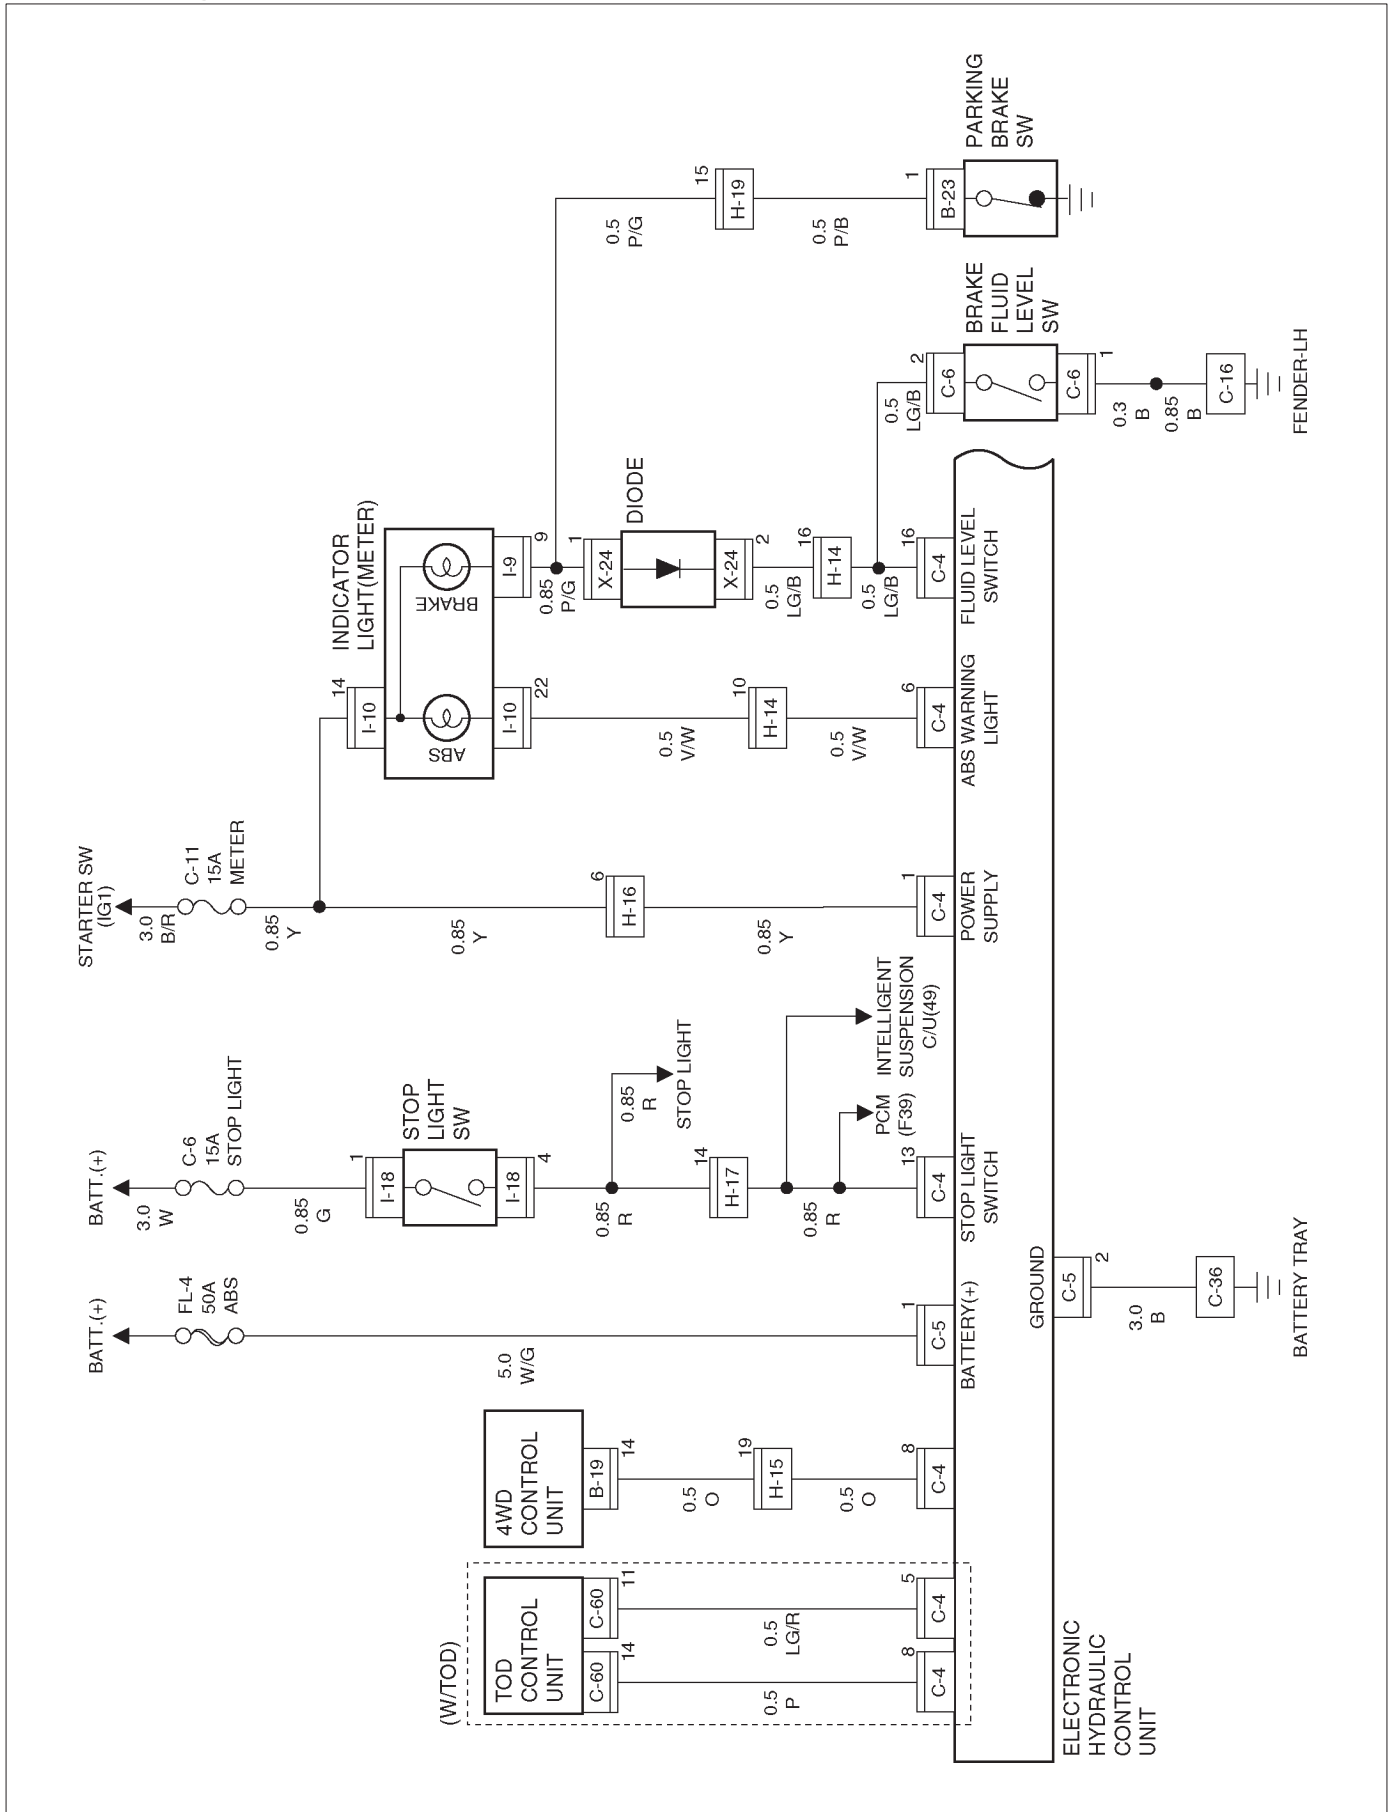 STARTER SW
(IG1)
3.0
B/R
C-11
15A
METER
0.85
Y
0.85
Y
6
H-16
0.85
Y
1
C-4
POWER
SUPPLY
INDICATOR
LIGHT(METER)
14
I-10
ABS
BRAKE
I-10
22
I-9
9
0.5
V/W
10
H-14
0.5
V/W
6
C-4
ABS WARNING
LIGHT
0.85
P/G
1
X-24
DIODE
X-24
2
0.5
LG/B
16
H-14
0.5
LG/B
16
C-4
FLUID LEVEL
SWITCH
0.5
LG/B
2
C-6
BRAKE
FLUID
LEVEL
SW
C-6
1
0.3
B
0.85
B
C-16
FENDER-LH
0.5
P/G
15
H-19
0.5
P/B
1
B-23
PARKING
BRAKE
SW
BATT.(+)
3.0
W
C-6
15A
STOP LIGHT
0.85
G
1
I-18
STOP
LIGHT
SW
I-18
4
0.85
R
0.85
R
STOP LIGHT
14
H-17
0.85
R
PCM
(F39)
INTELLIGENT
SUSPENSION
C/U(49)
13
C-4
STOP LIGHT
SWITCH
BATT.(+)
FL-4
50A
ABS
5.0
W/G
1
C-5
BATTERY(+)
GROUND
C-5
2
3.0
B
C-36
BATTERY TRAY
4WD
CONTROL
UNIT
B-19
14
0.5
O
19
H-15
0.5
O
8
C-4
(W/TOD)
TOD
CONTROL
UNIT
C-60
14
C-60
11
0.5
P
0.5
LG/R
8
C-4
5
C-4
ELECTRONIC
HYDRAULIC
CONTROL
UNIT